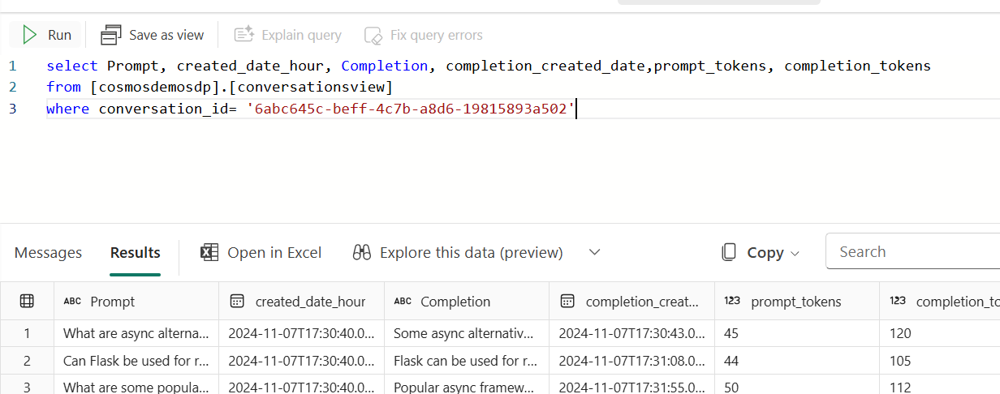 Run Save as view Explain query Fix query errors
1 select Prompt, created_date_hour, Completion, completion_created_date,prompt_tokens, completion_tokens
2 from [cosmosdemosdp].[conversationsview]
3 where conversation_id= '6abc645c-beff-4c7b-a8d6-19815893a502'
Messages Results Open in Excel Explore this data (preview) Copy Search
ABC Prompt created_date_hour ABC Completion completion_creat... 123 prompt_tokens 123 completion_to
1 What are async alterna... 2024-11-07T17:30:40.0... Some async alternativ... 2024-11-07T17:30:43.0... 45 120
2 Can Flask be used for r... 2024-11-07T17:30:40.0... Flask can be used for r... 2024-11-07T17:31:08.0... 44 105
3 What are some popula... 2024-11-07T17:30:40.0... Popular async framew... 2024-11-07T17:31:55.0... 50 112